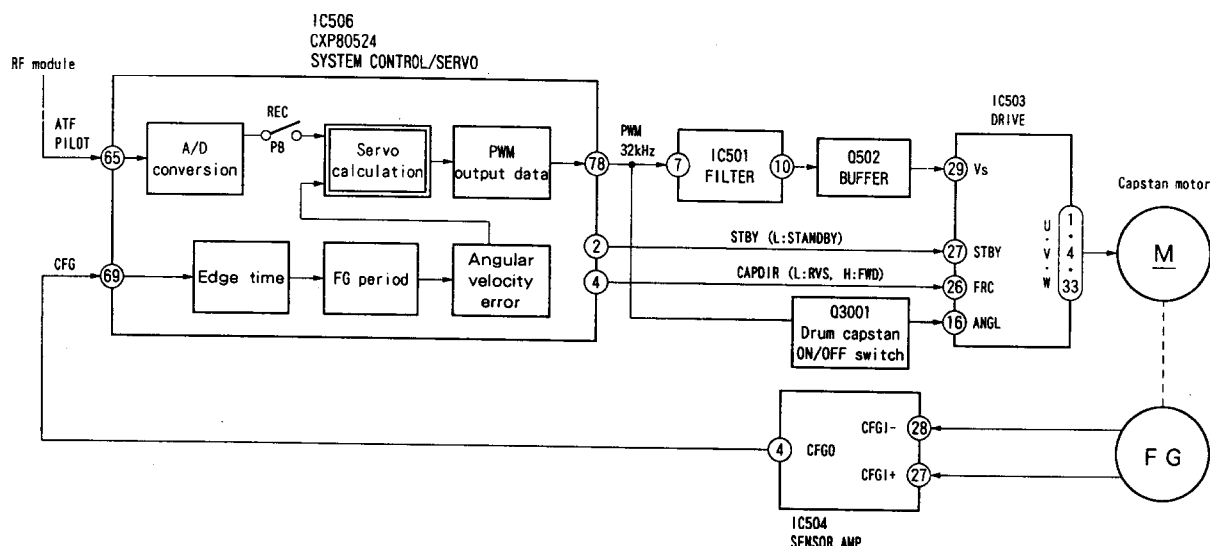 IC506
CXP80524
SYSTEM CONTROL/SERVO
RF module
ATF
PILOT
65
A/D
conversion
REC
PB
Servo
calculation
PWM
output data
78
PWM
32kHz
7
IC501
FILTER
10
Q502
BUFFER
IC503
DRIVE
29
Vs
Capstan motor
M
U・V・W
1・4・33
2
STBY (L:STANDBY)
27
STBY
4
CAPDIR (L:RVS, H:FWD)
26
FRC
CFG
69
Edge time
FG period
Angular
velocity
error
Q3001
Drum capstan
ON/OFF switch
16
ANGL
4
CFGO
CFGI-
28
CFGI+
27
FG
IC504
SENSOR AMP